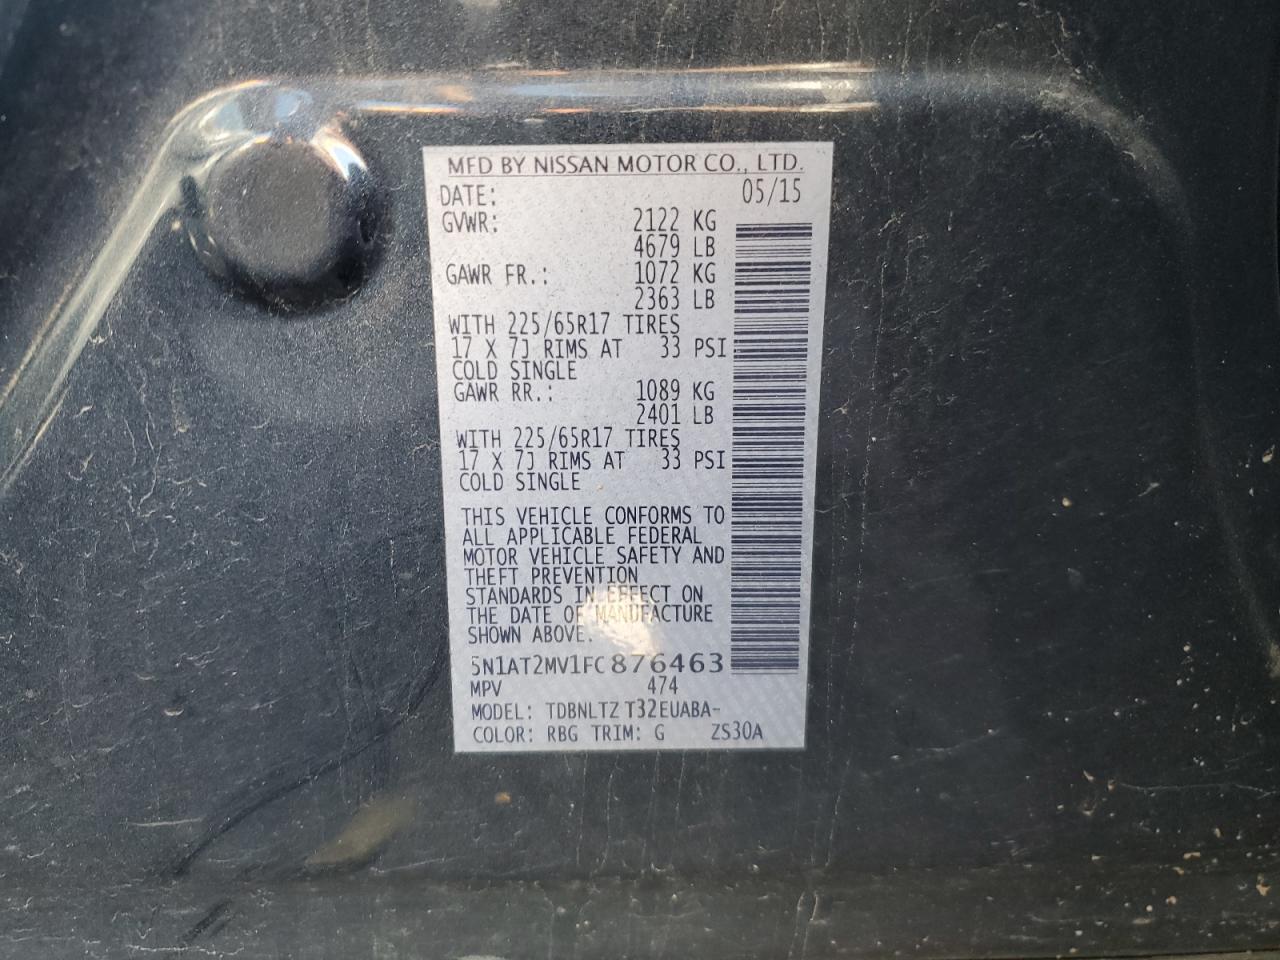 MFD BY NISSAN MOTOR CO., LTD.
DATE: 05/15
GVWR: 2122 KG
4679 LB
GAWR FR.: 1072 KG
2363 LB
WITH 225/65R17 TIRES
17 X 7J RIMS AT 33 PSI
COLD SINGLE
GAWR RR.: 1089 KG
2401 LB
WITH 225/65R17 TIRES
17 X 7J RIMS AT 33 PSI
COLD SINGLE
THIS VEHICLE CONFORMS TO
ALL APPLICABLE FEDERAL
MOTOR VEHICLE SAFETY AND
THEFT PREVENTION
STANDARDS IN EFFECT ON
THE DATE OF MANUFACTURE
SHOWN ABOVE.
5N1AT2MV1FC876463
MPV 474
MODEL: TDBNLTZ T32EUABA-
COLOR: RBG TRIM: G ZS30A